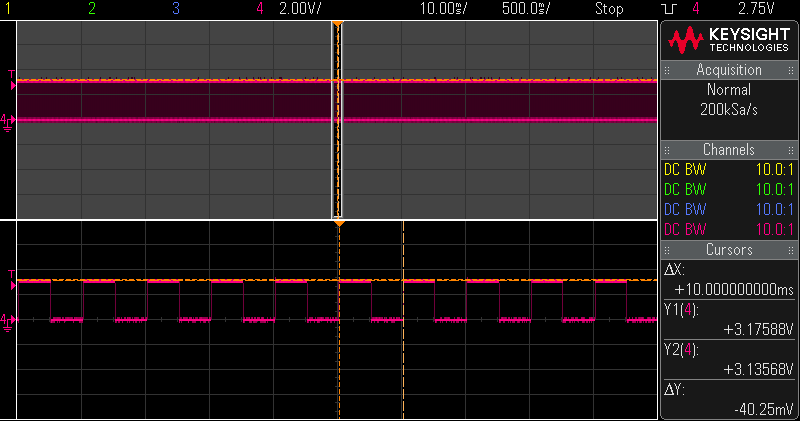 1 2 3 4 2.00V/ 10.00ms/ 500.0ms/ Stop 4 2.75V
KEYSIGHT
TECHNOLOGIES
Acquisition
Normal
200kSa/s
Channels
DC BW 10.0:1
DC BW 10.0:1
DC BW 10.0:1
DC BW 10.0:1
Cursors
ΔX:
+10.000000000ms
Y1(4):
+3.17588V
Y2(4):
+3.13568V
ΔY:
-40.25mV
T
4
T
4